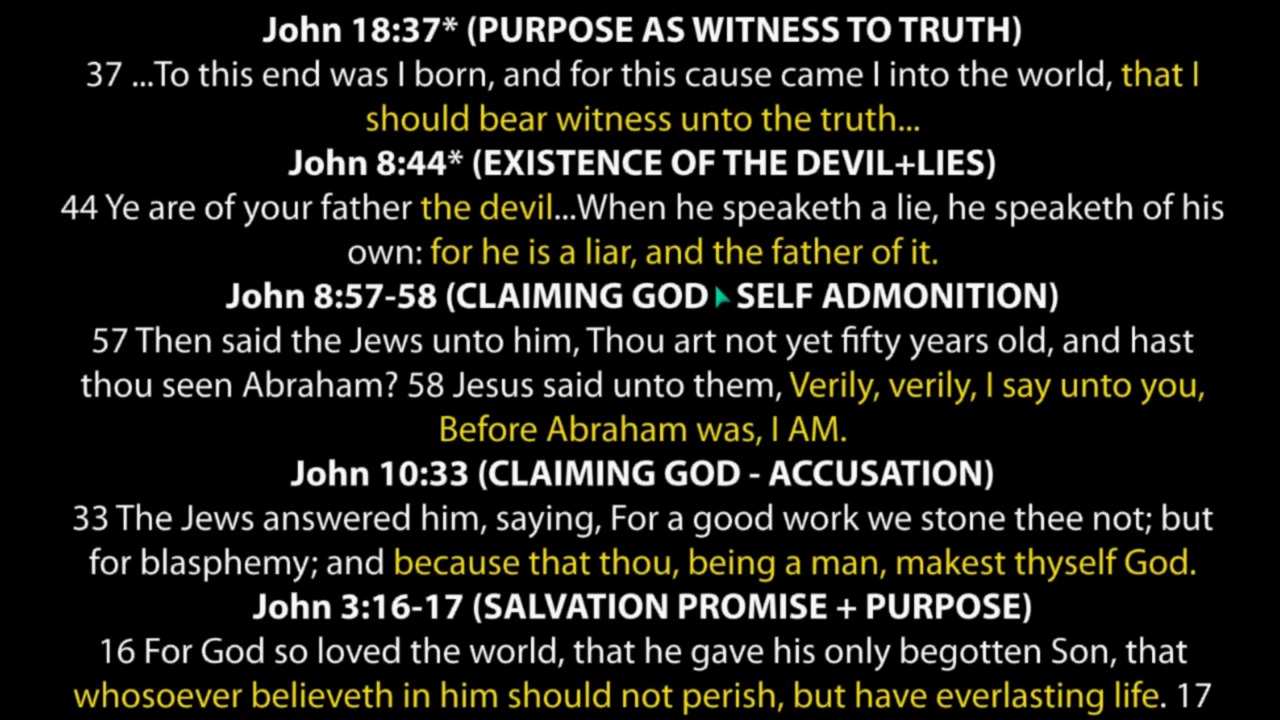 John 18:37* (PURPOSE AS WITNESS TO TRUTH)
37 ...To this end was I born, and for this cause came I into the world, that I
should bear witness unto the truth...
John 8:44* (EXISTENCE OF THE DEVIL+LIES)
44 Ye are of your father the devil...When he speaketh a lie, he speaketh of his
own: for he is a liar, and the father of it.
John 8:57-58 (CLAIMING GOD SELF ADMONITION)
57 Then said the Jews unto him, Thou art not yet fifty years old, and hast
thou seen Abraham? 58 Jesus said unto them, Verily, verily, I say unto you,
Before Abraham was, I AM.
John 10:33 (CLAIMING GOD - ACCUSATION)
33 The Jews answered him, saying, For a good work we stone thee not; but
for blasphemy; and because that thou, being a man, makest thyself God.
John 3:16-17 (SALVATION PROMISE + PURPOSE)
16 For God so loved the world, that he gave his only begotten Son, that
whosoever believeth in him should not perish, but have everlasting life. 17